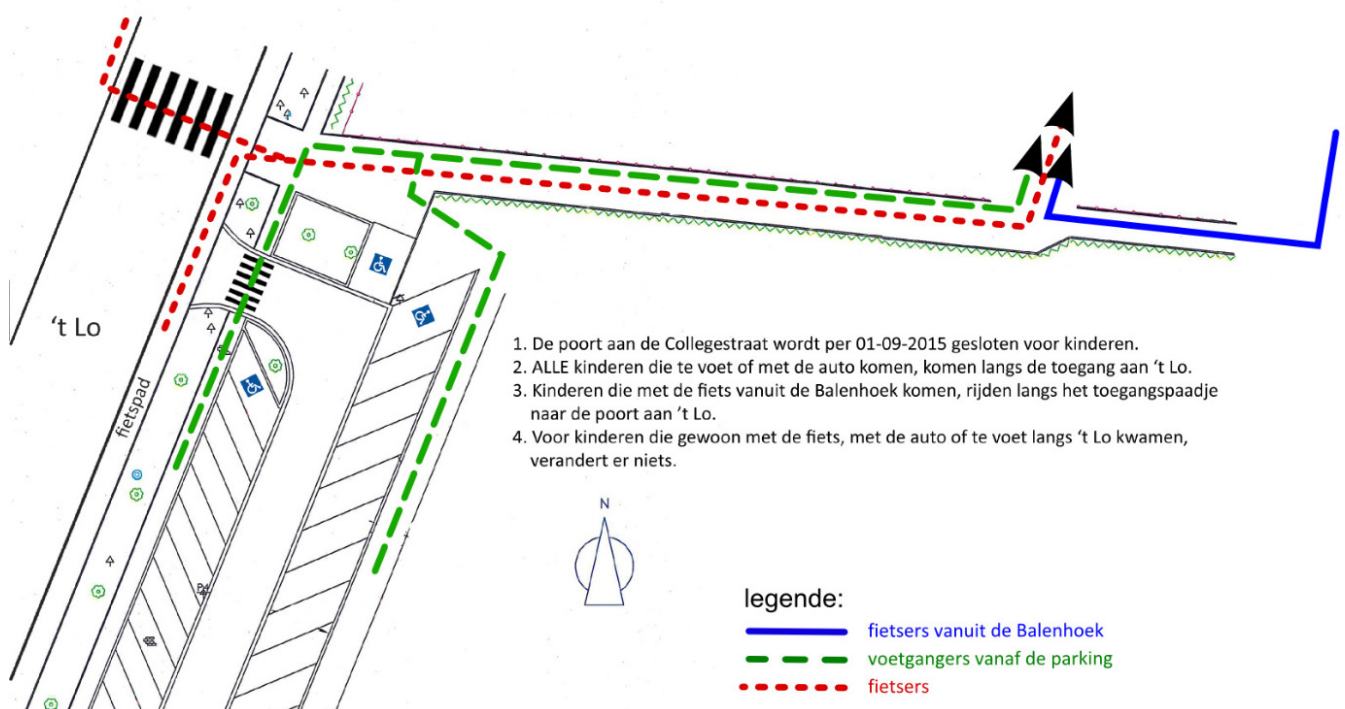 't Lo
fietspad
1. De poort aan de Collegestraat wordt per 01-09-2015 gesloten voor kinderen.
2. ALLE kinderen die te voet of met de auto komen, komen langs de toegang aan 't Lo.
3. Kinderen die met de fiets vanuit de Balenhoek komen, rijden langs het toegangspaadje
naar de poort aan 't Lo.
4. Voor kinderen die gewoon met de fiets, met de auto of te voet langs 't Lo kwamen,
verandert er niets.
N
legende:
fietsers vanuit de Balenhoek
voetgangers vanaf de parking
fietsers